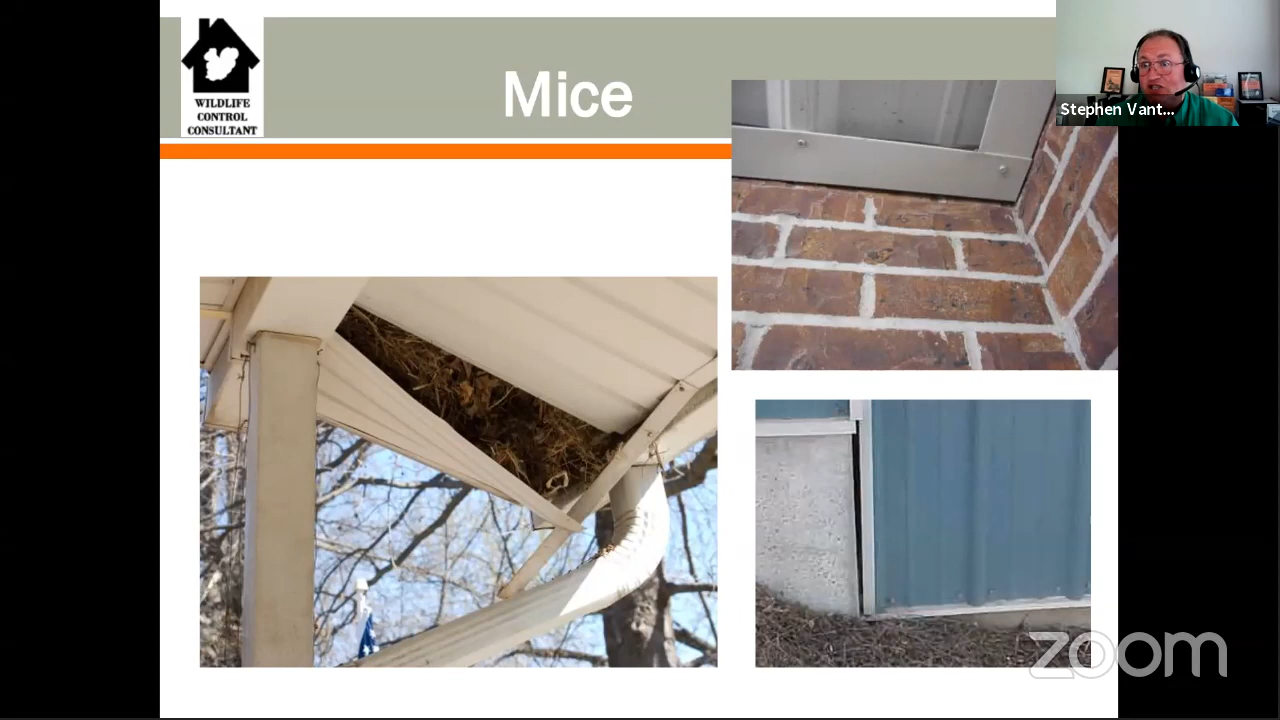 WILDLIFE
CONTROL
CONSULTANT
Mice
Stephen Vant...
zoom